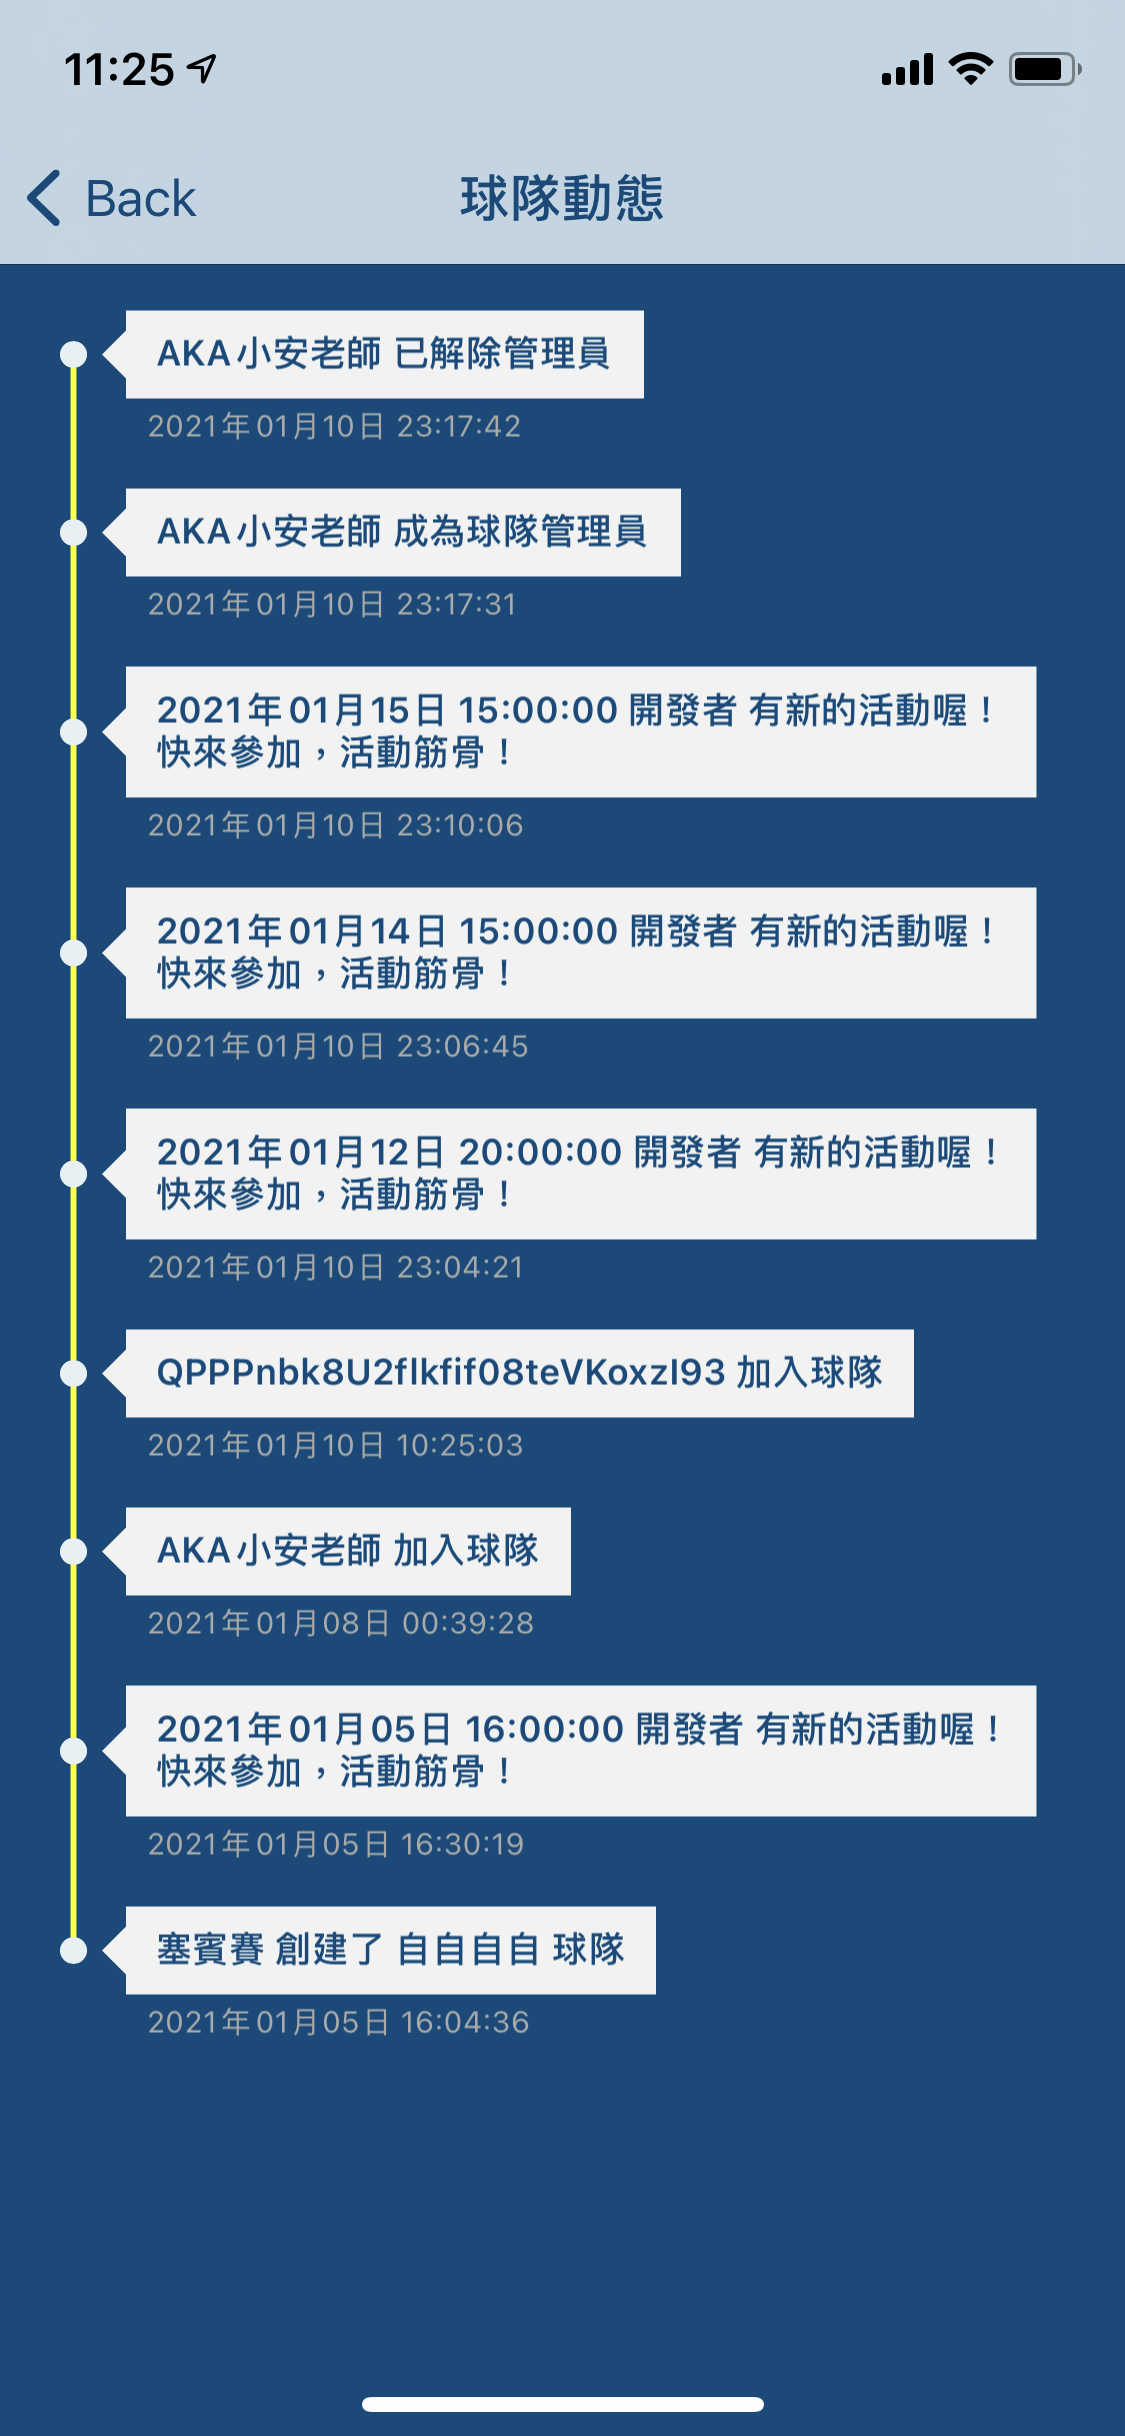 11:25
Back
球隊動態
AKA小安老師 已解除管理員
2021年01月10日 23:17:42
AKA小安老師 成為球隊管理員
2021年01月10日 23:17:31
2021年01月15日 15:00:00 開發者 有新的活動喔！
快來參加，活動筋骨！
2021年01月10日 23:10:06
2021年01月14日 15:00:00 開發者 有新的活動喔！
快來參加，活動筋骨！
2021年01月10日 23:06:45
2021年01月12日 20:00:00 開發者 有新的活動喔！
快來參加，活動筋骨！
2021年01月10日 23:04:21
QPPPnbk8U2flkfif08teVKoxzI93 加入球隊
2021年01月10日 10:25:03
AKA小安老師 加入球隊
2021年01月08日 00:39:28
2021年01月05日 16:00:00 開發者 有新的活動喔！
快來參加，活動筋骨！
2021年01月05日 16:30:19
塞賓賽 創建了 自自自自 球隊
2021年01月05日 16:04:36